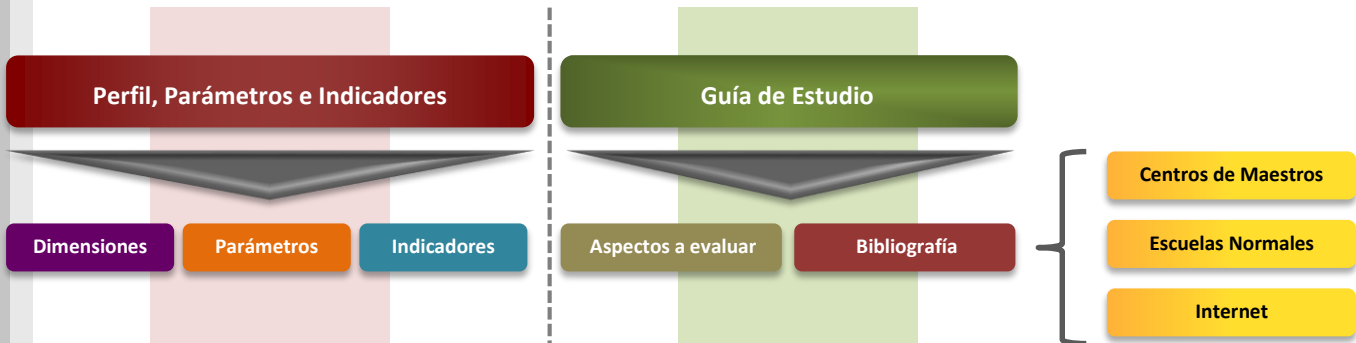 Perfil, Parámetros e Indicadores
Guía de Estudio
Dimensiones
Parámetros
Indicadores
Aspectos a evaluar
Bibliografía
Centros de Maestros
Escuelas Normales
Internet